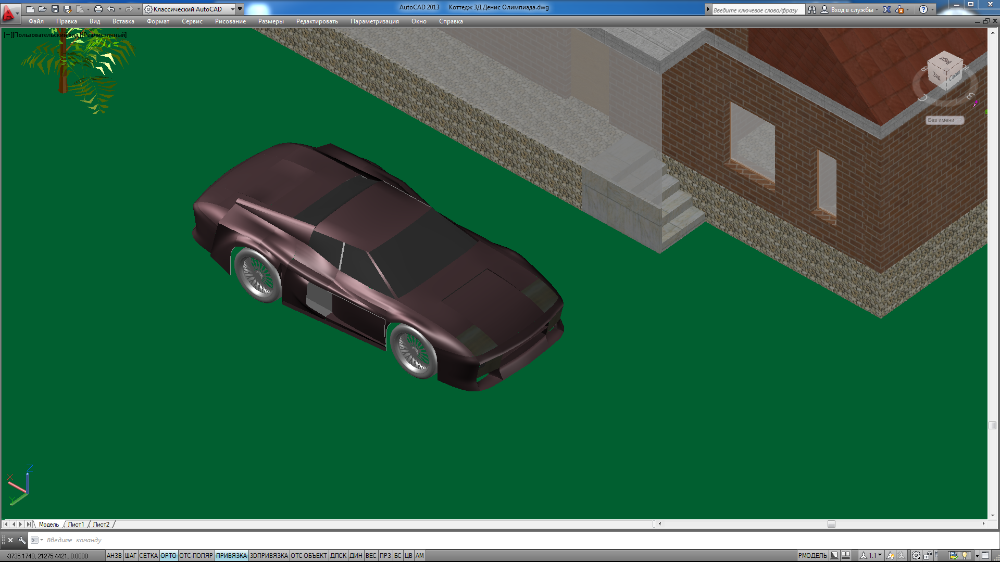 Классический AutoCAD
AutoCAD 2013 Коттедж 3Д Денис Олимпиада.dwg
Введите ключевое слово/фразу
Вход в службы
Файл Правка Вид Вставка Формат Сервис Рисование Размеры Редактировать Параметризация Окно Справка
[−][Пользовательский вид][Реалистичный]
Верх
Зад
Слева
С
З
Без имени
Z
X
Y
Модель Лист1 Лист2
Введите команду
-3735.1749, 21275.4421, 0.0000
АНЗВ ШАГ СЕТКА ОРТО ОТС-ПОЛЯР ПРИВЯЗКА 3DПРИВЯЗКА ОТС-ОБЪЕКТ ДПСК ДИН ВЕС ПРЗ БС ЦВ АМ
РМОДЕЛЬ
1:1